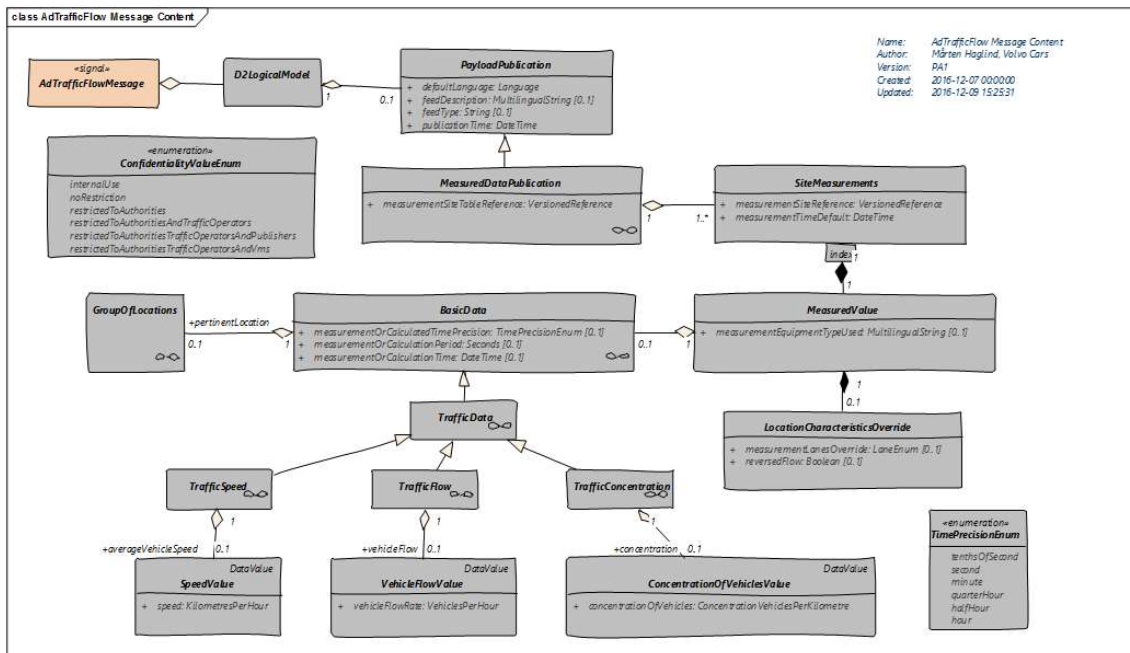 class AdTrafficFlow Message Content
Name: AdTrafficFlow Message Content
Author: Mårten Haglind, Volvo Cars
Version: PA1
Created: 2016-12-07 00:00:00
Updated: 2016-12-09 15:25:31
«signal»
AdTrafficFlowMessage
D2LogicalModel
1
0..1
PayloadPublication
+ defaultLanguage: Language
+ feedDescription: MultilingualString [0..1]
+ feedType: String [0..1]
+ publicationTime: DateTime
«enumeration»
ConfidentialityValueEnum
internalUse
noRestriction
restrictedToAuthorities
restrictedToAuthoritiesAndTrafficOperators
restrictedToAuthoritiesTrafficOperatorsAndPublishers
restrictedToAuthoritiesTrafficOperatorsAndVms
MeasuredDataPublication
+ measurementSiteTableReference: VersionedReference
1
1..*
SiteMeasurements
+ measurementSiteReference: VersionedReference
+ measurementTimeDefault: DateTime
index
1
1
GroupOfLocations
+pertinentLocation
0..1
1
BasicData
+ measurementOrCalculatedTimePrecision: TimePrecisionEnum [0..1]
+ measurementOrCalculationPeriod: Seconds [0..1]
+ measurementOrCalculationTime: DateTime [0..1]
0..1
1
MeasuredValue
+ measurementEquipmentTypeUsed: MultilingualString [0..1]
1
0..1
LocationCharacteristicsOverride
+ measurementLanesOverride: LaneEnum [0..1]
+ reversedFlow: Boolean [0..1]
TrafficData
TrafficSpeed
TrafficFlow
TrafficConcentration
1
1
1
+averageVehicleSpeed 0..1
+vehicleFlow 0..1
+concentration 0..1
DataValue
SpeedValue
+ speed: KilometresPerHour
DataValue
VehicleFlowValue
+ vehicleFlowRate: VehiclesPerHour
DataValue
ConcentrationOfVehiclesValue
+ concentrationOfVehicles: ConcentrationVehiclesPerKilometre
«enumeration»
TimePrecisionEnum
tenthsOfSecond
second
minute
quarterHour
halfHour
hour